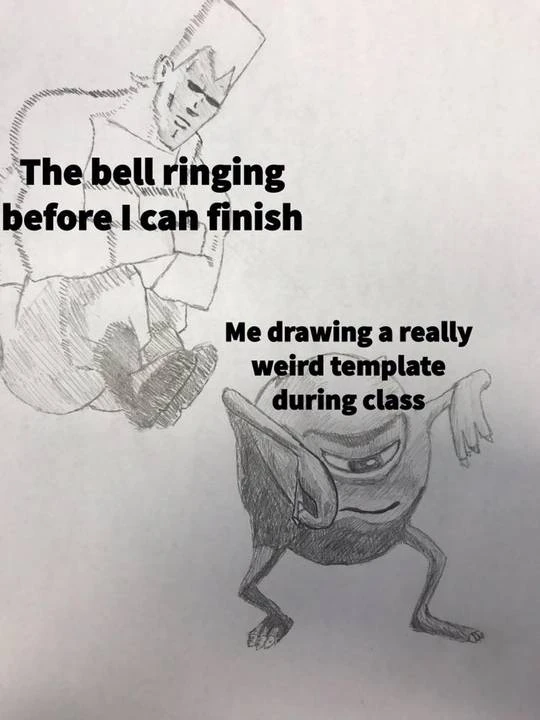 The bell ringing
before I can finish
Me drawing a really
weird template
during class